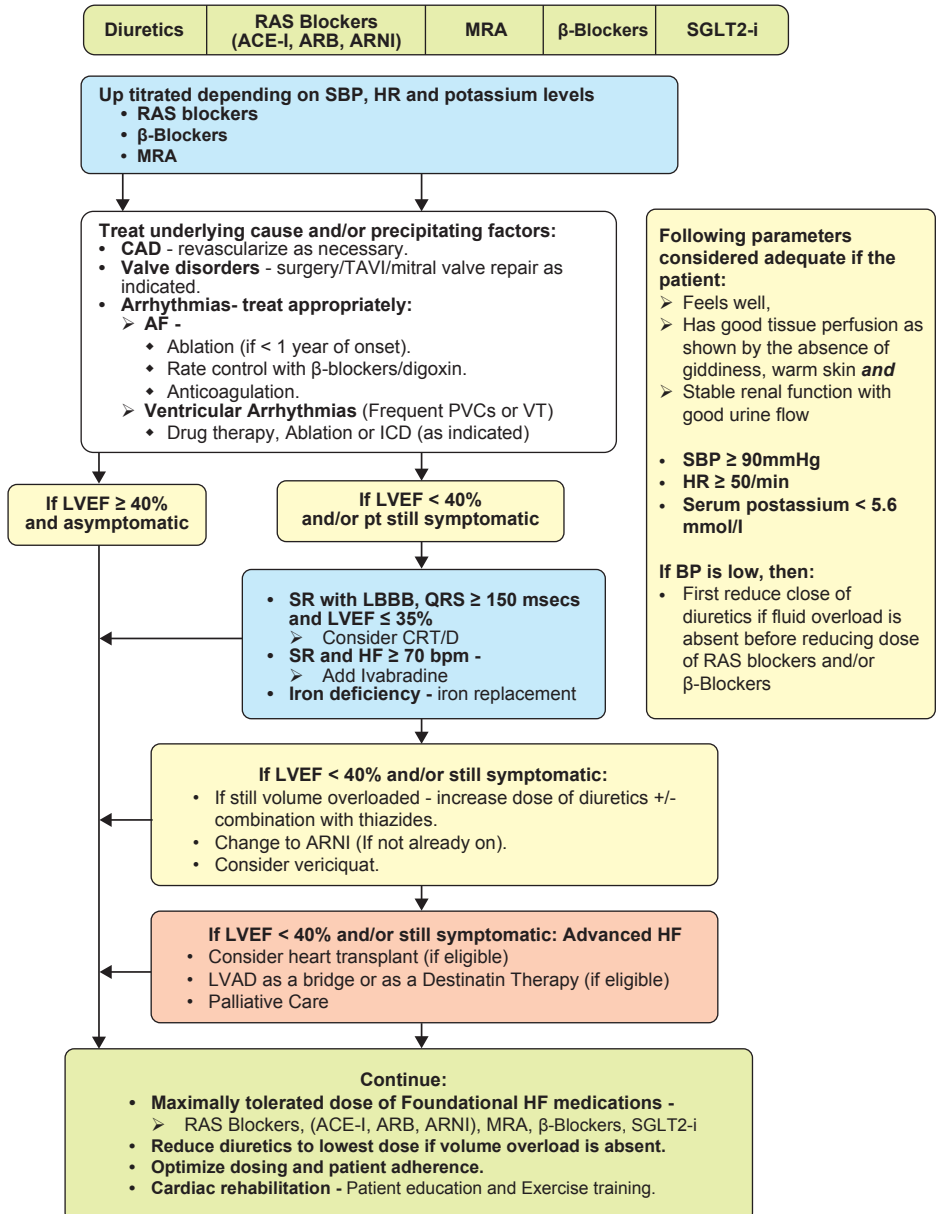 Diuretics
RAS Blockers
(ACE-I, ARB, ARNI)
MRA
β-Blockers
SGLT2-i
Up titrated depending on SBP, HR and potassium levels
• RAS blockers
• β-Blockers
• MRA
Treat underlying cause and/or precipitating factors:
• CAD - revascularize as necessary.
• Valve disorders - surgery/TAVI/mitral valve repair as
indicated.
• Arrhythmias- treat appropriately:
➢ AF -
◆ Ablation (if < 1 year of onset).
◆ Rate control with β-blockers/digoxin.
◆ Anticoagulation.
➢ Ventricular Arrhythmias (Frequent PVCs or VT)
◆ Drug therapy, Ablation or ICD (as indicated)
Following parameters
considered adequate if the
patient:
➢ Feels well,
➢ Has good tissue perfusion as
shown by the absence of
giddiness, warm skin and
➢ Stable renal function with
good urine flow
• SBP ≥ 90mmHg
• HR ≥ 50/min
• Serum postassium < 5.6
mmol/l
If BP is low, then:
• First reduce close of
diuretics if fluid overload is
absent before reducing dose
of RAS blockers and/or
β-Blockers
If LVEF ≥ 40%
and asymptomatic
If LVEF < 40%
and/or pt still symptomatic
• SR with LBBB, QRS ≥ 150 msecs
and LVEF ≤ 35%
➢ Consider CRT/D
• SR and HF ≥ 70 bpm -
➢ Add Ivabradine
• Iron deficiency - iron replacement
If LVEF < 40% and/or still symptomatic:
• If still volume overloaded - increase dose of diuretics +/-
combination with thiazides.
• Change to ARNI (If not already on).
• Consider vericiquat.
If LVEF < 40% and/or still symptomatic: Advanced HF
• Consider heart transplant (if eligible)
• LVAD as a bridge or as a Destinatin Therapy (if eligible)
• Palliative Care
Continue:
• Maximally tolerated dose of Foundational HF medications -
➢ RAS Blockers, (ACE-I, ARB, ARNI), MRA, β-Blockers, SGLT2-i
• Reduce diuretics to lowest dose if volume overload is absent.
• Optimize dosing and patient adherence.
• Cardiac rehabilitation - Patient education and Exercise training.